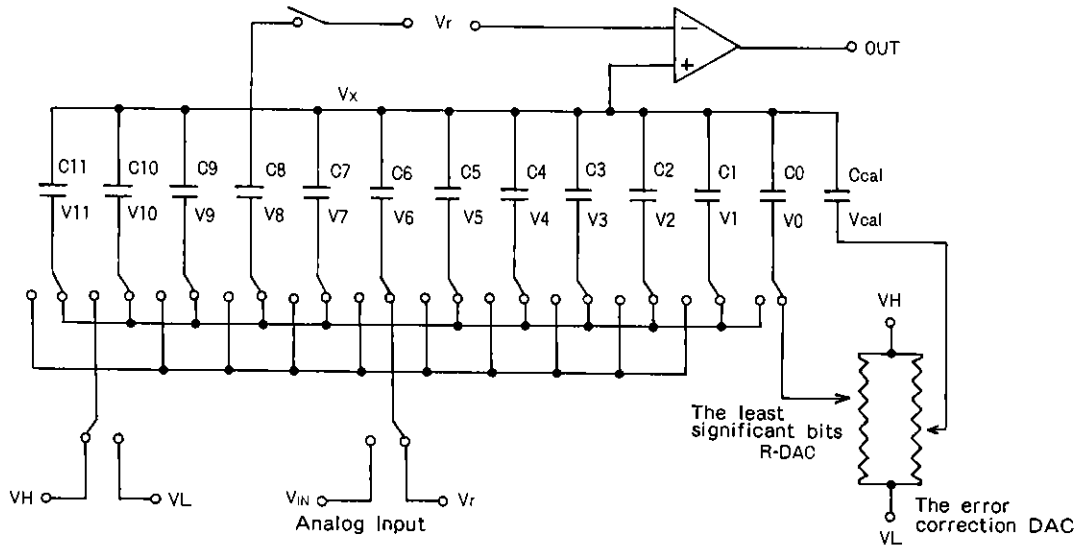 Vr
−
+
OUT
Vx
C11 C10 C9 C8 C7 C6 C5 C4 C3 C2 C1 C0 Ccal
V11 V10 V9 V8 V7 V6 V5 V4 V3 V2 V1 V0 Vcal
VH
The least
significant bits
R-DAC
VH VL
VIN Vr
Analog Input
VL
The error
correction DAC